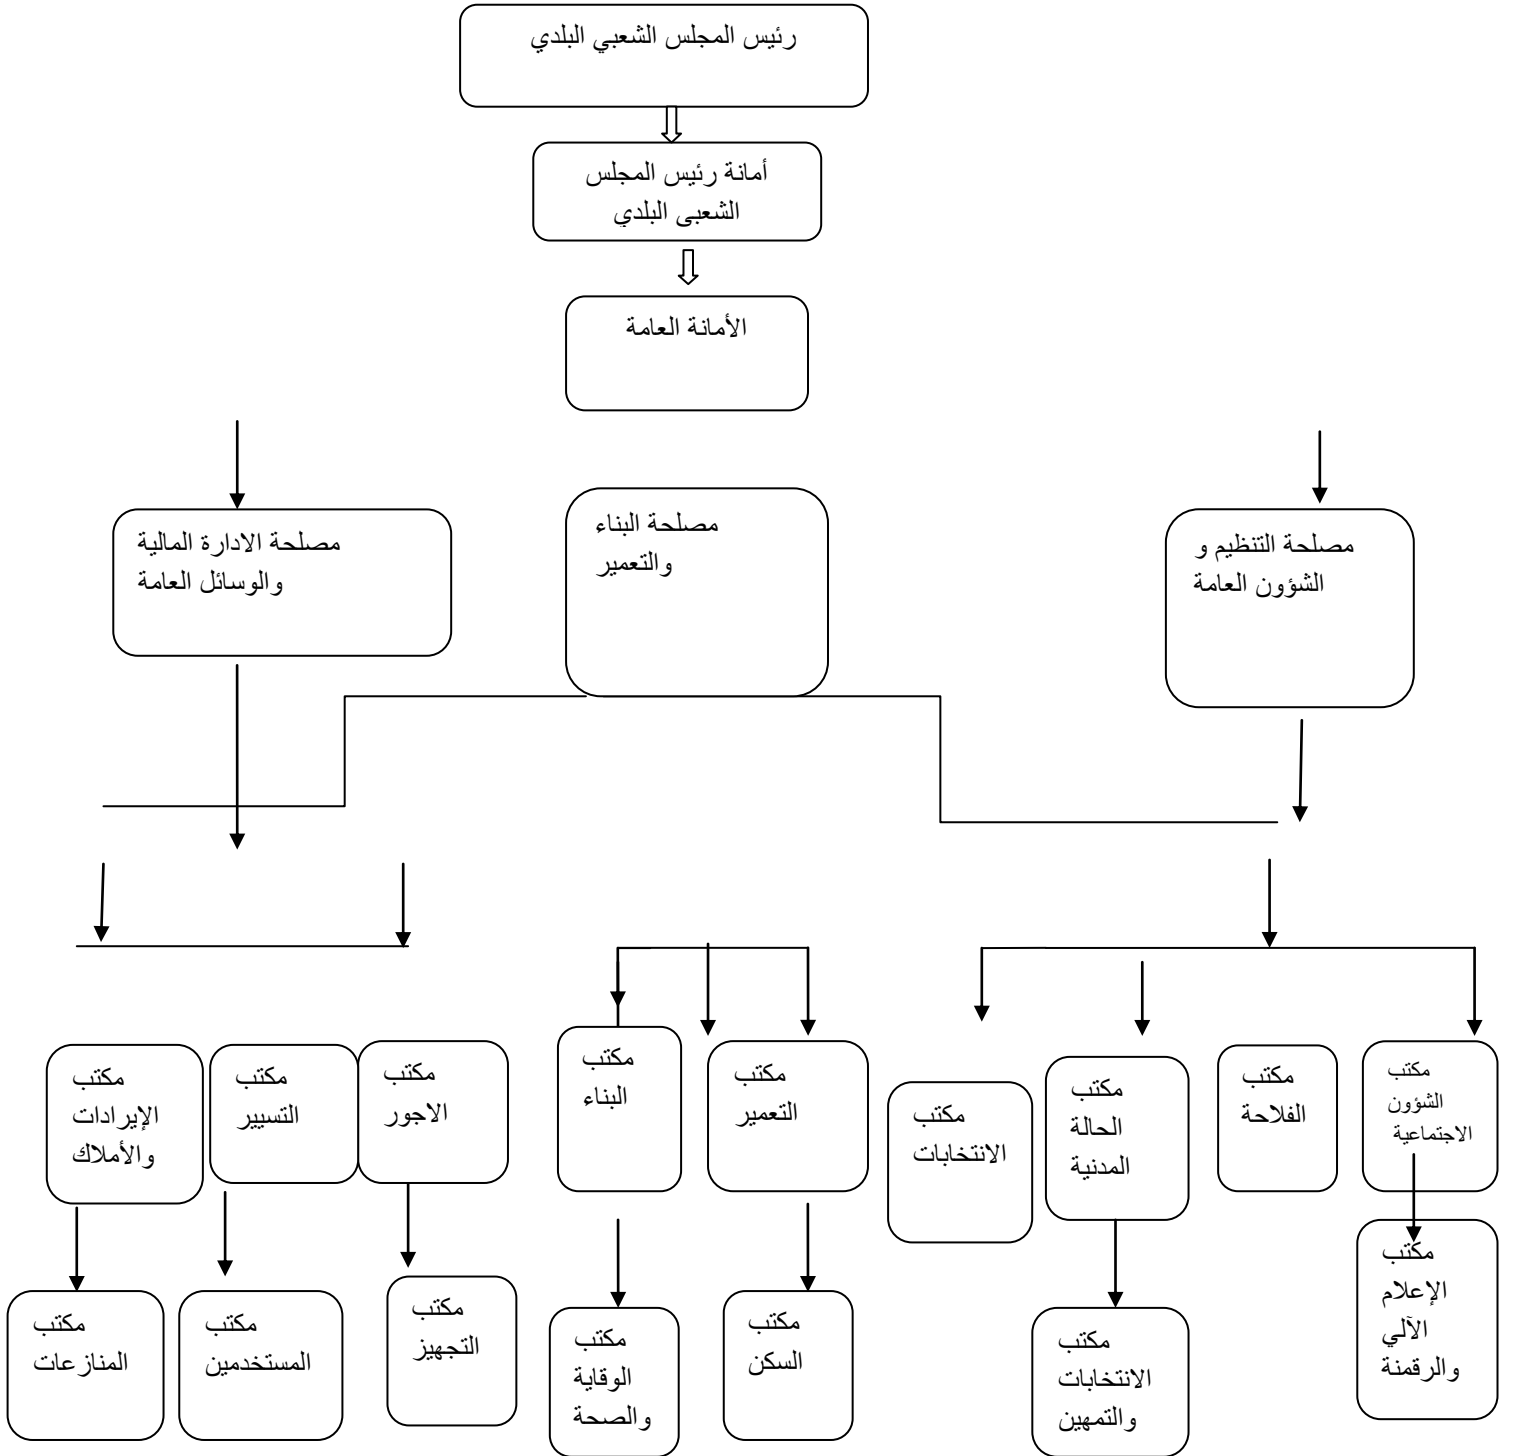 رئيس المجلس الشعبي البلدي
أمانة رئيس المجلس
الشعبي البلدي
الأمانة العامة
مصلحة التنظيم و
الشؤون العامة
مصلحة البناء
والتعمير
مصلحة الادارة المالية
والوسائل العامة
مكتب
الشؤون
الاجتماعية
مكتب
الفلاحة
مكتب
الحالة
المدنية
مكتب
الانتخابات
مكتب
التعمير
مكتب
البناء
مكتب
الاجور
مكتب
التسيير
مكتب
الإيرادات
والأملاك
مكتب
الإعلام
الآلي
والرقمنة
مكتب
الانتخابات
والتمهين
مكتب
السكن
مكتب
الوقاية
والصحة
مكتب
التجهيز
مكتب
المستخدمين
مكتب
المنازعات